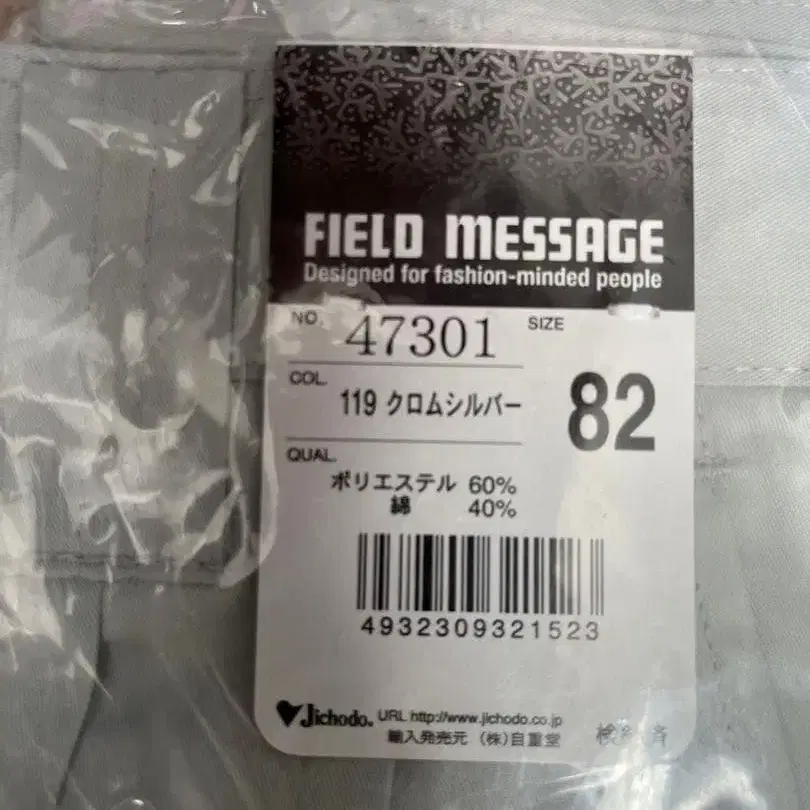 FIELD MESSAGE
Designed for fashion-minded people
NO. 47301
SIZE
82
COL.
119 クロムシルバー
QUAL.
ポリエステル 60%
綿 40%
4932309321523
Jichodo. URL http://www.jichodo.co.jp
輸入発売元 (株)自重堂
検 済